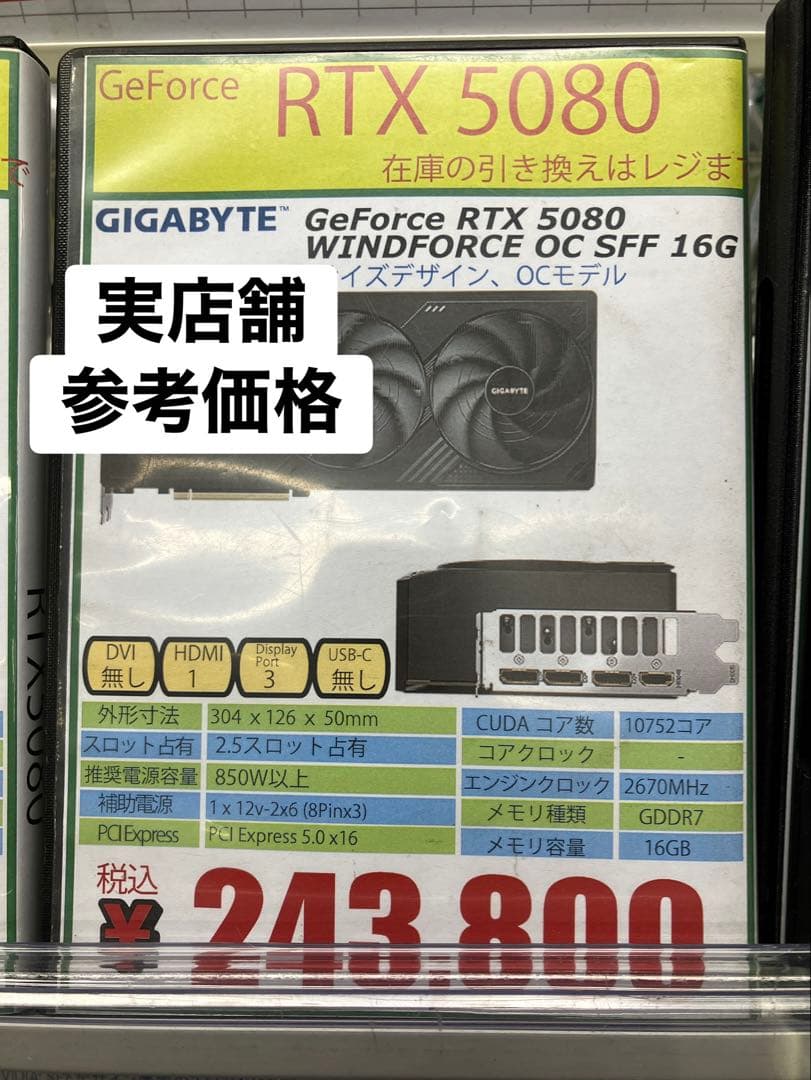 GeForce RTX 5080
在庫の引き換えはレジま
GIGABYTE™ GeForce RTX 5080
WINDFORCE OC SFF 16G
イズデザイン、OCモデル
実店舗
参考価格
GIGABYTE
DVI
無し
HDMI
1
Display
Port
3
USB-C
無し
外形寸法 304 x 126 x 50mm
スロット占有 2.5スロット占有
推奨電源容量 850W以上
補助電源 1 x 12v-2x6 (8Pinx3)
PCI Express PCI Express 5.0 x16
CUDA コア数 10752コア
コアクロック -
エンジンクロック 2670MHz
メモリ種類 GDDR7
メモリ容量 16GB
税込
¥243,800
で
RTX5080